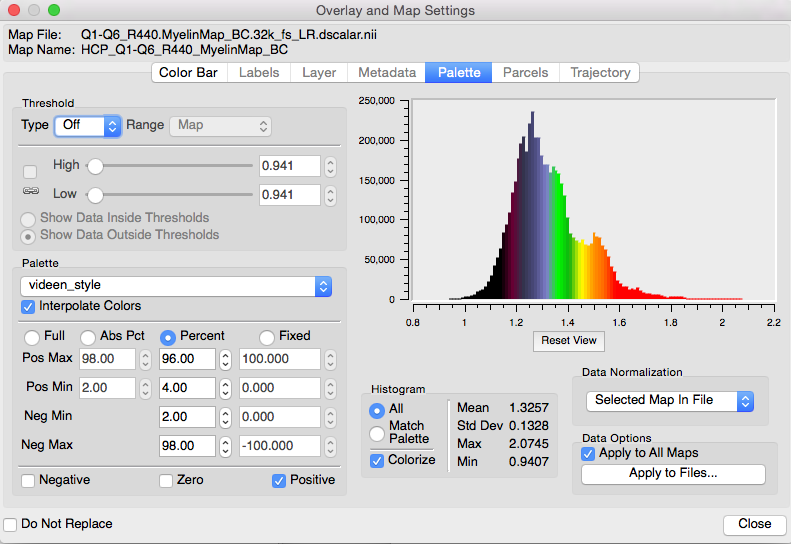 Overlay and Map Settings
Map File: Q1-Q6_R440.MyelinMap_BC.32k_fs_LR.dscalar.nii
Map Name: HCP_Q1-Q6_R440_MyelinMap_BC
Color Bar Labels Layer Metadata Palette Parcels Trajectory
Threshold
Type Off Range Map
High 0.941
Low 0.941
Show Data Inside Thresholds
Show Data Outside Thresholds
Palette
videen_style
Interpolate Colors
Full Abs Pct Percent Fixed
Pos Max 98.00 96.00 100.000
Pos Min 2.00 4.00 0.000
Neg Min 2.00 0.000
Neg Max 98.00 -100.000
Negative Zero Positive
250,000
200,000
150,000
100,000
50,000
0
0.8 1 1.2 1.4 1.6 1.8 2 2.2
Reset View
Histogram
All
Match
Palette
Colorize
Mean 1.3257
Std Dev 0.1328
Max 2.0745
Min 0.9407
Data Normalization
Selected Map In File
Data Options
Apply to All Maps
Apply to Files...
Do Not Replace
Close